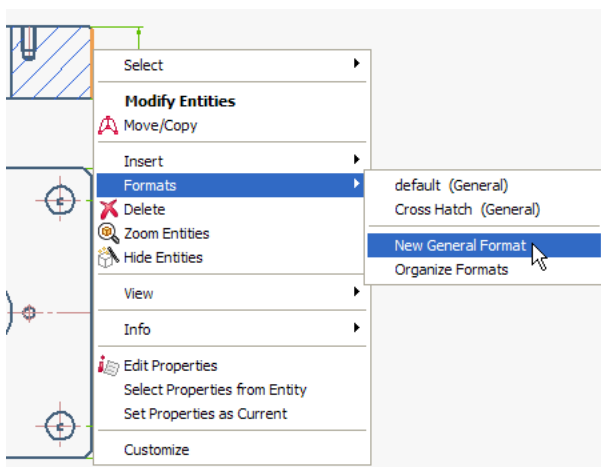 Select
Modify Entities
Move/Copy
Insert
Formats
Delete
Zoom Entities
Hide Entities
View
Info
Edit Properties
Select Properties from Entity
Set Properties as Current
Customize
default (General)
Cross Hatch (General)
New General Format
Organize Formats